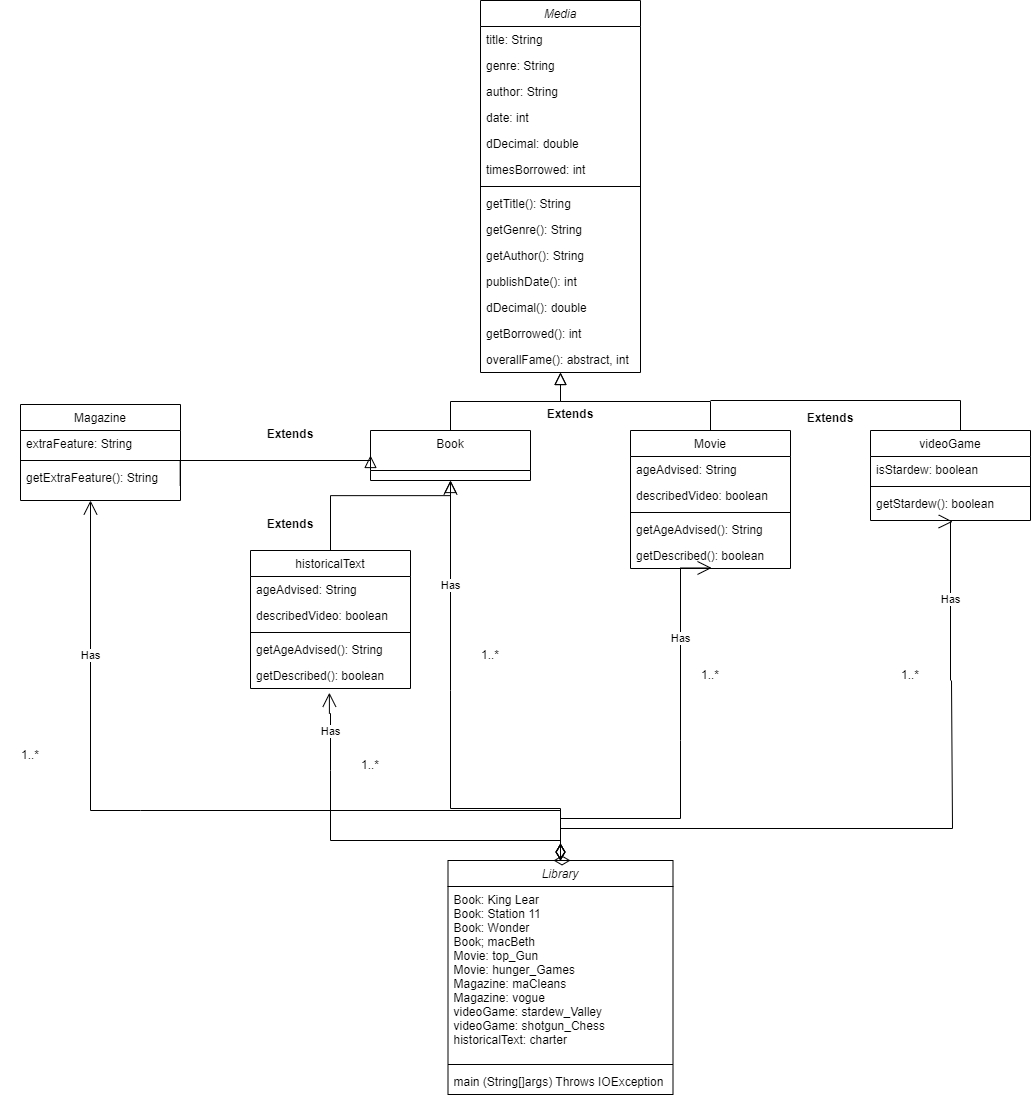 Media
title: String
genre: String
author: String
date: int
dDecimal: double
timesBorrowed: int
getTitle(): String
getGenre(): String
getAuthor(): String
publishDate(): int
dDecimal(): double
getBorrowed(): int
overallFame(): abstract, int
Magazine
extraFeature: String
getExtraFeature(): String
Extends
Book
Extends
Movie
ageAdvised: String
describedVideo: boolean
getAgeAdvised(): String
getDescribed(): boolean
Extends
videoGame
isStardew: boolean
getStardew(): boolean
Extends
historicalText
ageAdvised: String
describedVideo: boolean
getAgeAdvised(): String
getDescribed(): boolean
Has
Has
Has
Has
1..*
1..*
1..*
Has
1..*
1..*
Library
Book: King Lear
Book: Station 11
Book: Wonder
Book; macBeth
Movie: top_Gun
Movie: hunger_Games
Magazine: maCleans
Magazine: vogue
videoGame: stardew_Valley
videoGame: shotgun_Chess
historicalText: charter
main (String[]args) Throws IOException